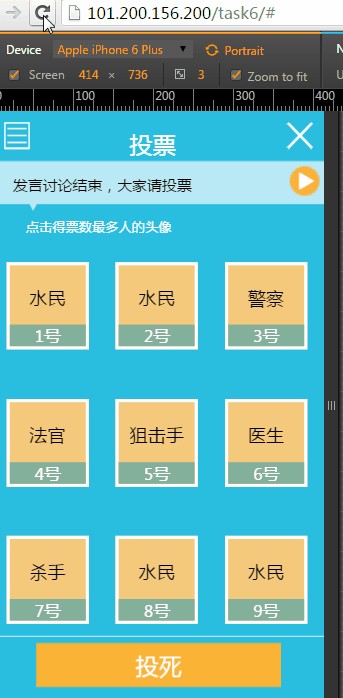 101.200.156.200/task6/#
Device Apple iPhone 6 Plus Portrait
Screen 414 × 736 3 Zoom to fit
100 200 300 400
投票
发言讨论结束，大家请投票
点击得票数最多人的头像
水民 水民 警察
1号 2号 3号
法官 狙击手 医生
4号 5号 6号
杀手 水民 水民
7号 8号 9号
投死